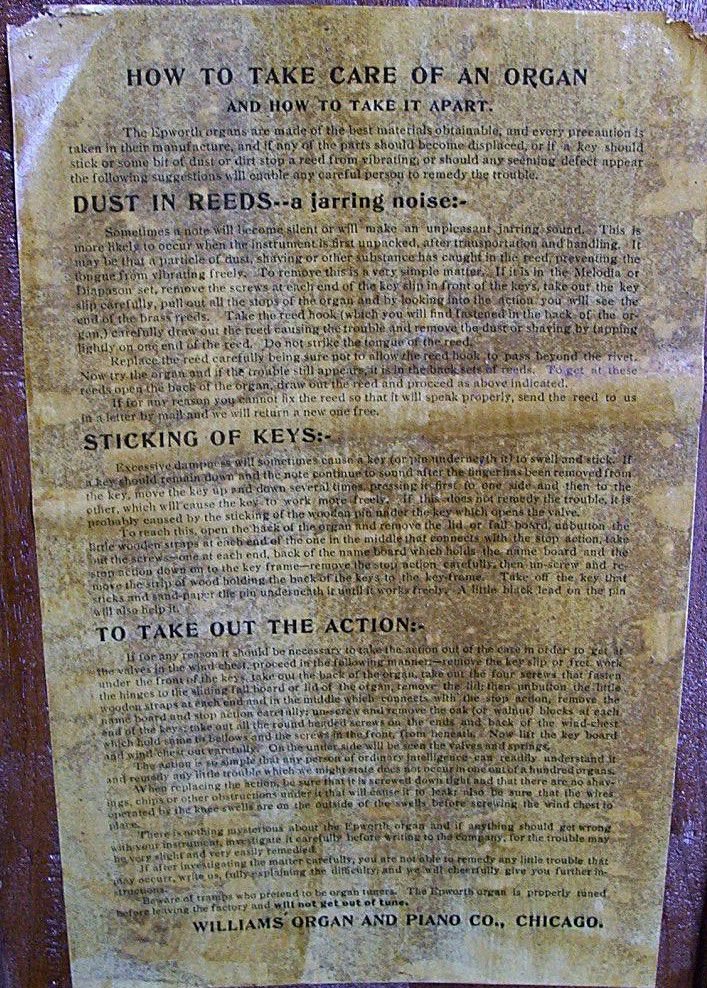 HOW TO TAKE CARE OF AN ORGAN
AND HOW TO TAKE IT APART.
The Epworth organs are made of the best materials obtainable, and every precaution is
taken in their manufacture, and if any of the parts should become displaced, or if a key should
stick or some bit of dust or dirt stop a reed from vibrating, or should any seeming defect appear
the following suggestions will enable any careful person to remedy the trouble.
DUST IN REEDS--a jarring noise:-
Sometimes a note will become silent or will make an unpleasant jarring sound. This is
more likely to occur when the instrument is first unpacked, after transportation and handling. It
may be that a particle of dust, shaving or other substance has caught in the reed, preventing the
tongue from vibrating freely. To remove this is a very simple matter. If it is in the Melodia or
Diapason set, remove the screws at each end of the key slip in front of the keys, take out the key
slip carefully, pull out all the stops of the organ and by looking into the action you will see the
end of the brass reeds. Take the reed hook (which you will find fastened in the back of the or-
gan,) carefully draw out the reed causing the trouble and remove the dust or shaving by tapping
lightly on one end of the reed. Do not strike the tongue of the reed.
Replace the reed carefully being sure not to allow the reed hook to pass beyond the rivet.
Now try the organ and if the trouble still appears, it is in the back sets of reeds. To get at these
reeds open the back of the organ, draw out the reed and proceed as above indicated.
If for any reason you cannot fix the reed so that it will speak properly, send the reed to us
in a letter by mail and we will return a new one free.
STICKING OF KEYS:-
Excessive dampness will sometimes cause a key (or pin underneath it) to swell and stick. If
a key should remain down and the note continue to sound after the finger has been removed from
the key, move the key up and down several times, pressing it first to one side and then to the
other, which will cause the key to work more freely. If this does not remedy the trouble, it is
probably caused by the sticking of the wooden pin under the key which opens the valve.
To reach this, open the back of the organ and remove the lid or fall board, unbutton the
little wooden straps at each end of the one in the middle that connects with the stop action, take
out the screws—one at each end, back of the name board which holds the name board and the
stop action down on to the key frame—remove the stop action carefully, then un-screw and re-
move the strip of wood holding the back of the keys to the key-frame. Take off the key that
sticks and sand-paper the pin underneath it until it works freely. A little black lead on the pin
will also help it.
TO TAKE OUT THE ACTION:-
If for any reason it should be necessary to take the action out of the case in order to get at
the valves in the wind chest, proceed in the following manner:—remove the key slip or fret work
under the front of the keys, take out the back of the organ, take out the four screws that fasten
the hinges to the sliding fall board or lid of the organ, remove the lid; then unbutton the little
wooden straps at each end and in the middle which connects with the stop action, remove the
name board and stop action carefully; un-screw and remove the oak (or walnut) blocks at each
end of the keys; take out all the round headed screws on the ends and back of the wind-chest
which hold same to bellows and the screws in the front, from beneath. Now lift the key board
and wind chest out carefully. On the under side will be seen the valves and springs.
The action is so simple that any person of ordinary intelligence can readily understand it
and remedy any little trouble which we might state does not occur in one out of a hundred organs.
When replacing the action, be sure that it is screwed down tight and that there are no shav-
ings, chips or other obstructions under it that will cause it to leak; also be sure that the wires
operated by the knee swells are on the outside of the swells before screwing the wind chest to
place.
There is nothing mysterious about the Epworth organ and if anything should get wrong
with your instrument, investigate it carefully before writing to the company, for the trouble may
be very slight and very easily remedied.
If after investigating the matter carefully, you are not able to remedy any little trouble that
may occurr, write us, fully explaining the difficulty, and we will cheerfully give you further in-
structions.
Beware of tramps who pretend to be organ tuners. The Epworth organ is properly tuned
before leaving the factory and will not get out of tune.
WILLIAMS ORGAN AND PIANO CO., CHICAGO.